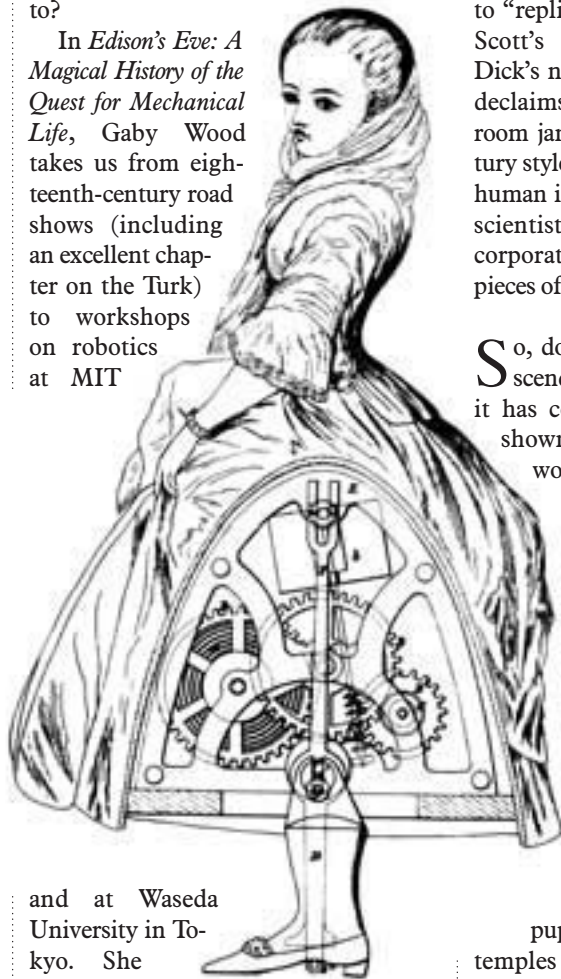 to?
In Edison's Eve: A
Magical History of the
Quest for Mechanical
Life, Gaby Wood
takes us from eigh-
teenth-century road
shows (including
an excellent chap-
ter on the Turk)
to workshops
on robotics
at MIT
and at Waseda
University in To-
kyo. She
to “repli
Scott's
Dick's n
declaims
room jar
tury style
human i
scientist
corporat
pieces of
So, do
scene
it has c
shown
wo
pup
temples